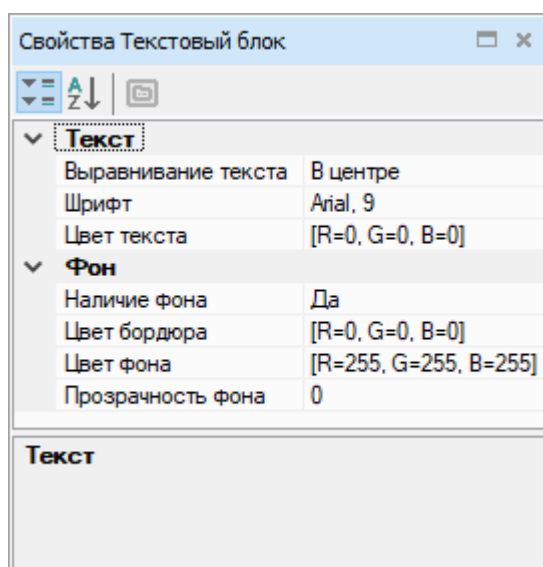 Свойства Текстовый блок
Текст
Выравнивание текста В центре
Шрифт Arial, 9
Цвет текста [R=0, G=0, B=0]
Фон
Наличие фона Да
Цвет бордюра [R=0, G=0, B=0]
Цвет фона [R=255, G=255, B=255]
Прозрачность фона 0
Текст